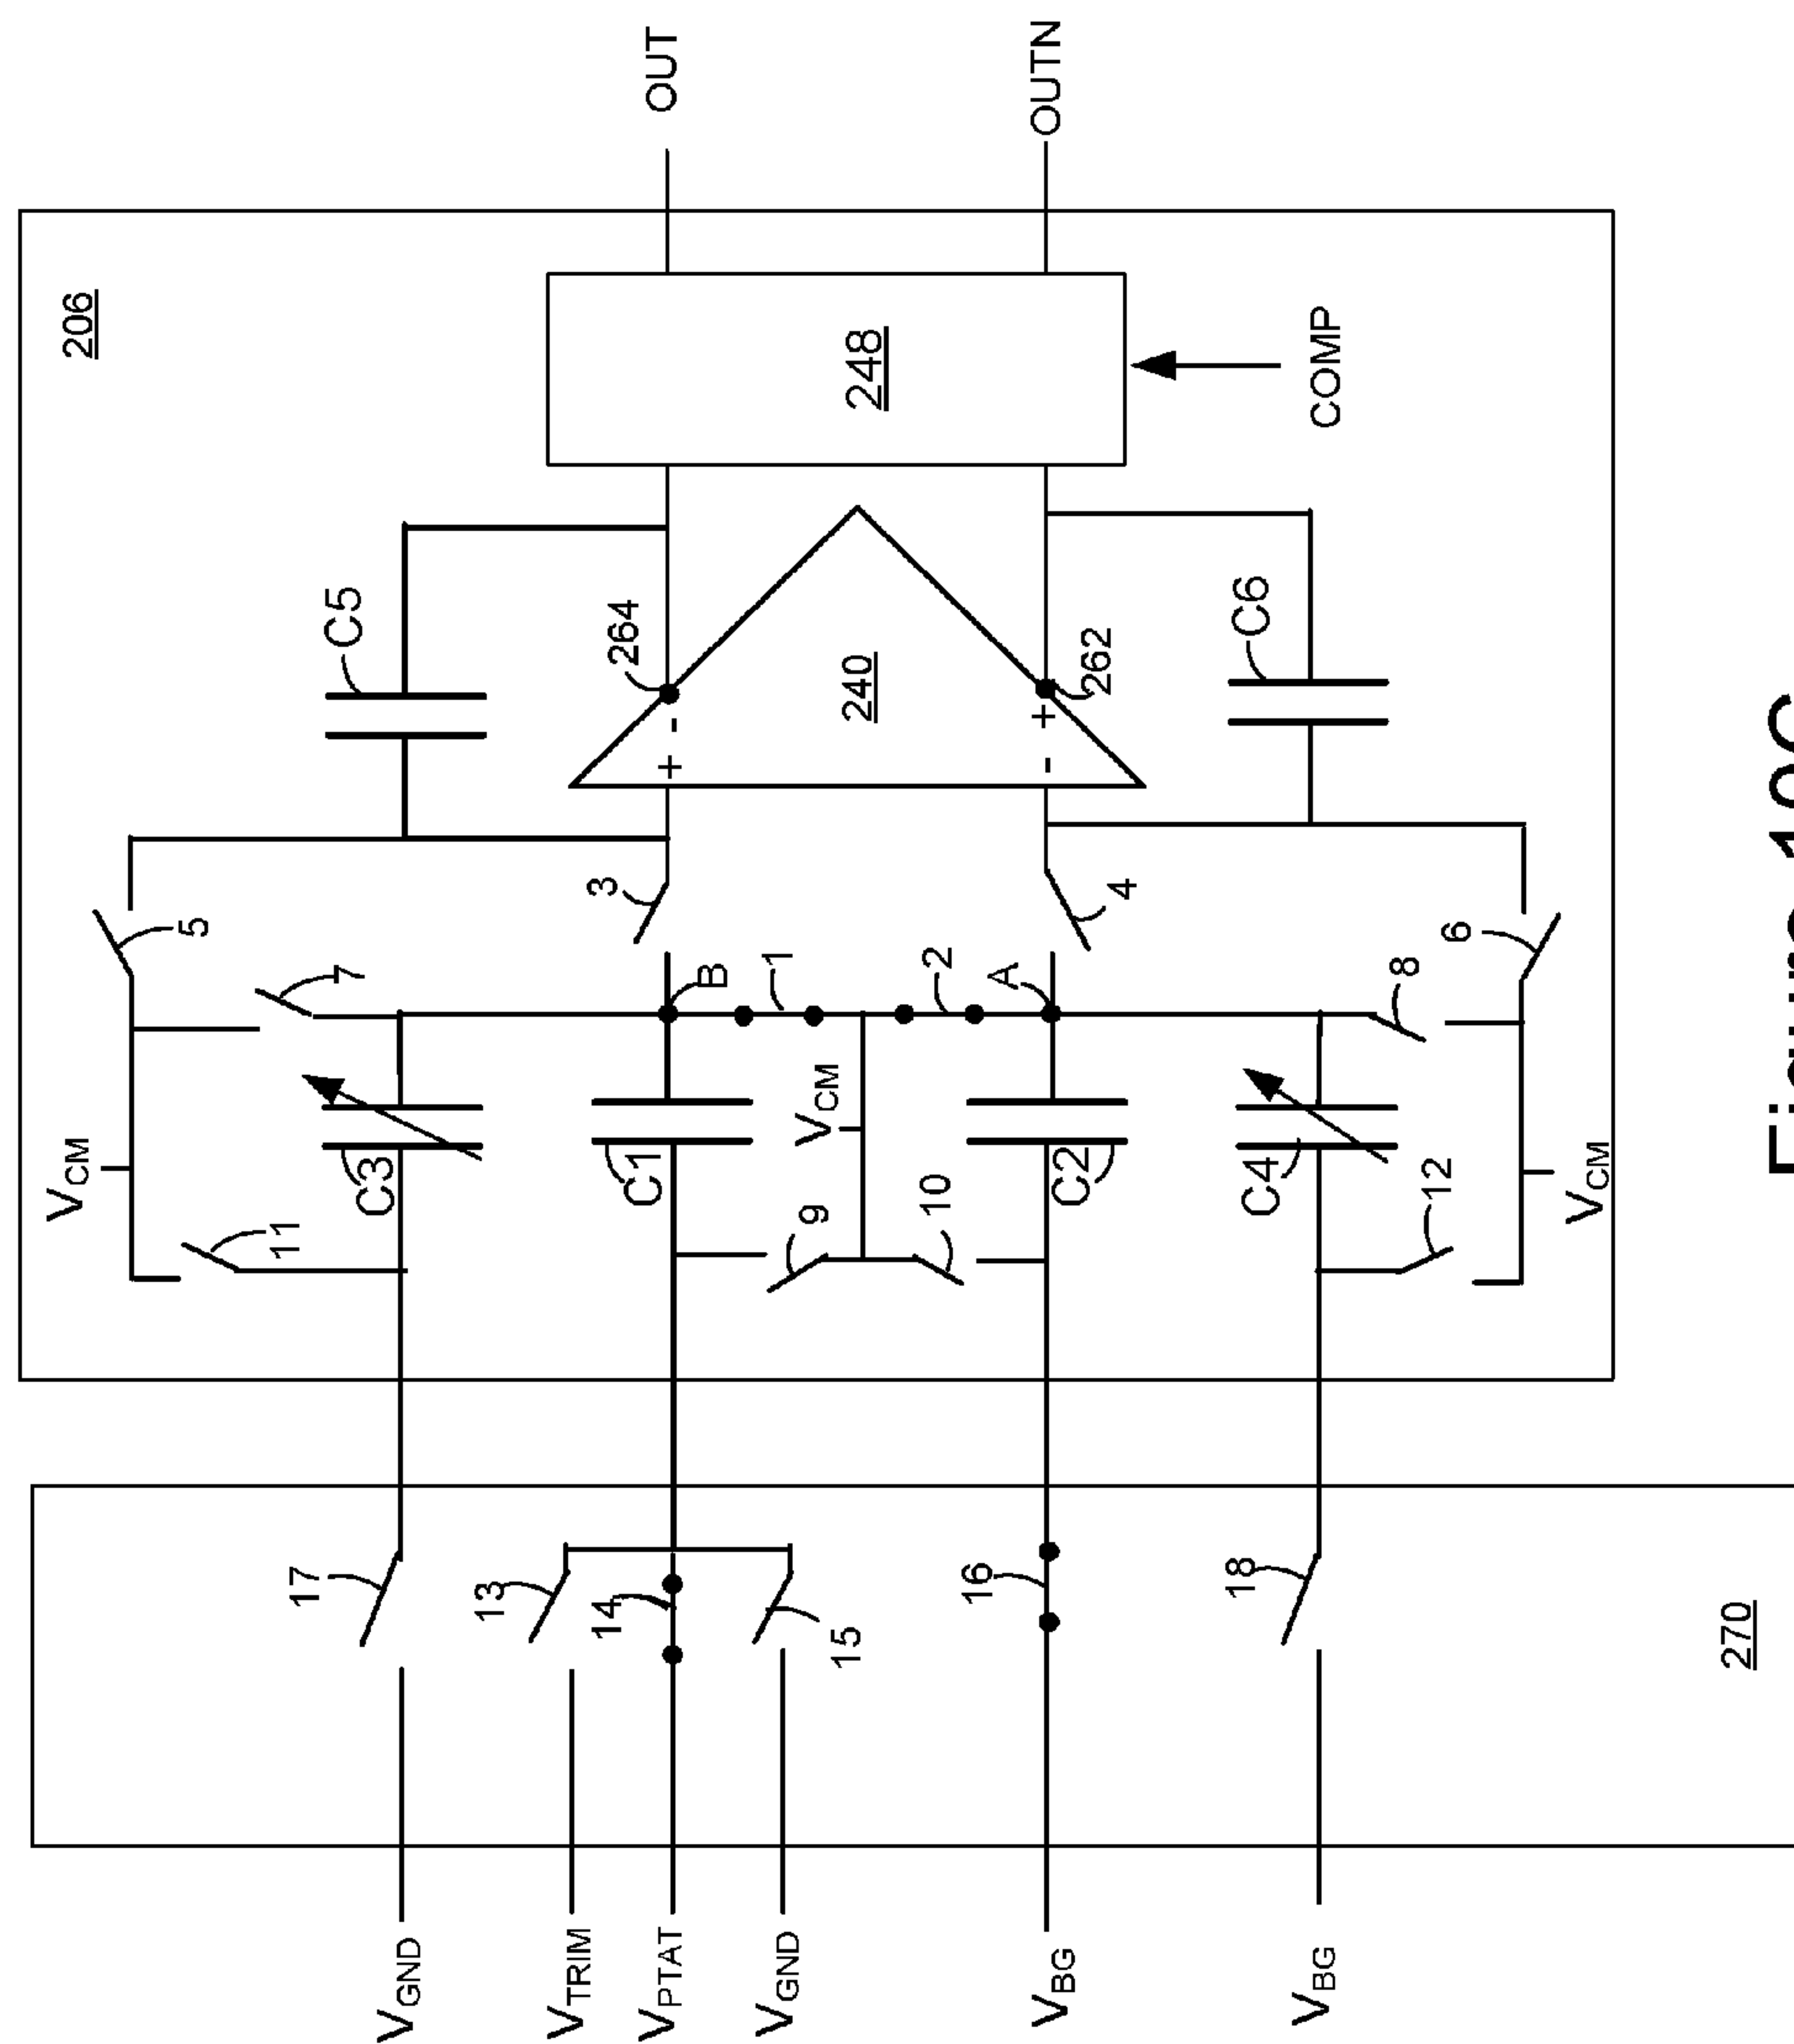 206
OUT
OUTN
248
COMP
C5
C6
264
262
240
+
-
-
+
3
4
5
6
7
8
B
A
1
2
VCM
VCM
VCM
C3
C1
C2
C4
9
10
11
12
17
13
14
15
16
18
270
VGND
VTRIM
VPTAT
VGND
VBG
VBG
Figure